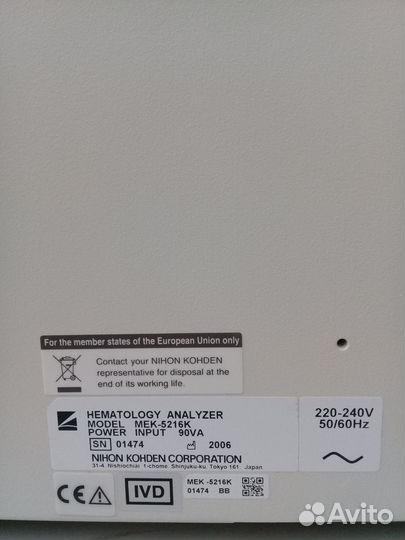 For the member states of the European Union only
Contact your NIHON KOHDEN
representative for disposal at the
end of its working life.
HEMATOLOGY ANALYZER
MODEL MEK-5216K
POWER INPUT 90VA
SN 01474 2006
NIHON KOHDEN CORPORATION
31-4, Nishiochiai 1-chome, Shinjuku-ku, Tokyo 161, Japan
220-240V
50/60Hz
CE
IVD
MEK -5216K
01474 BB
Avito